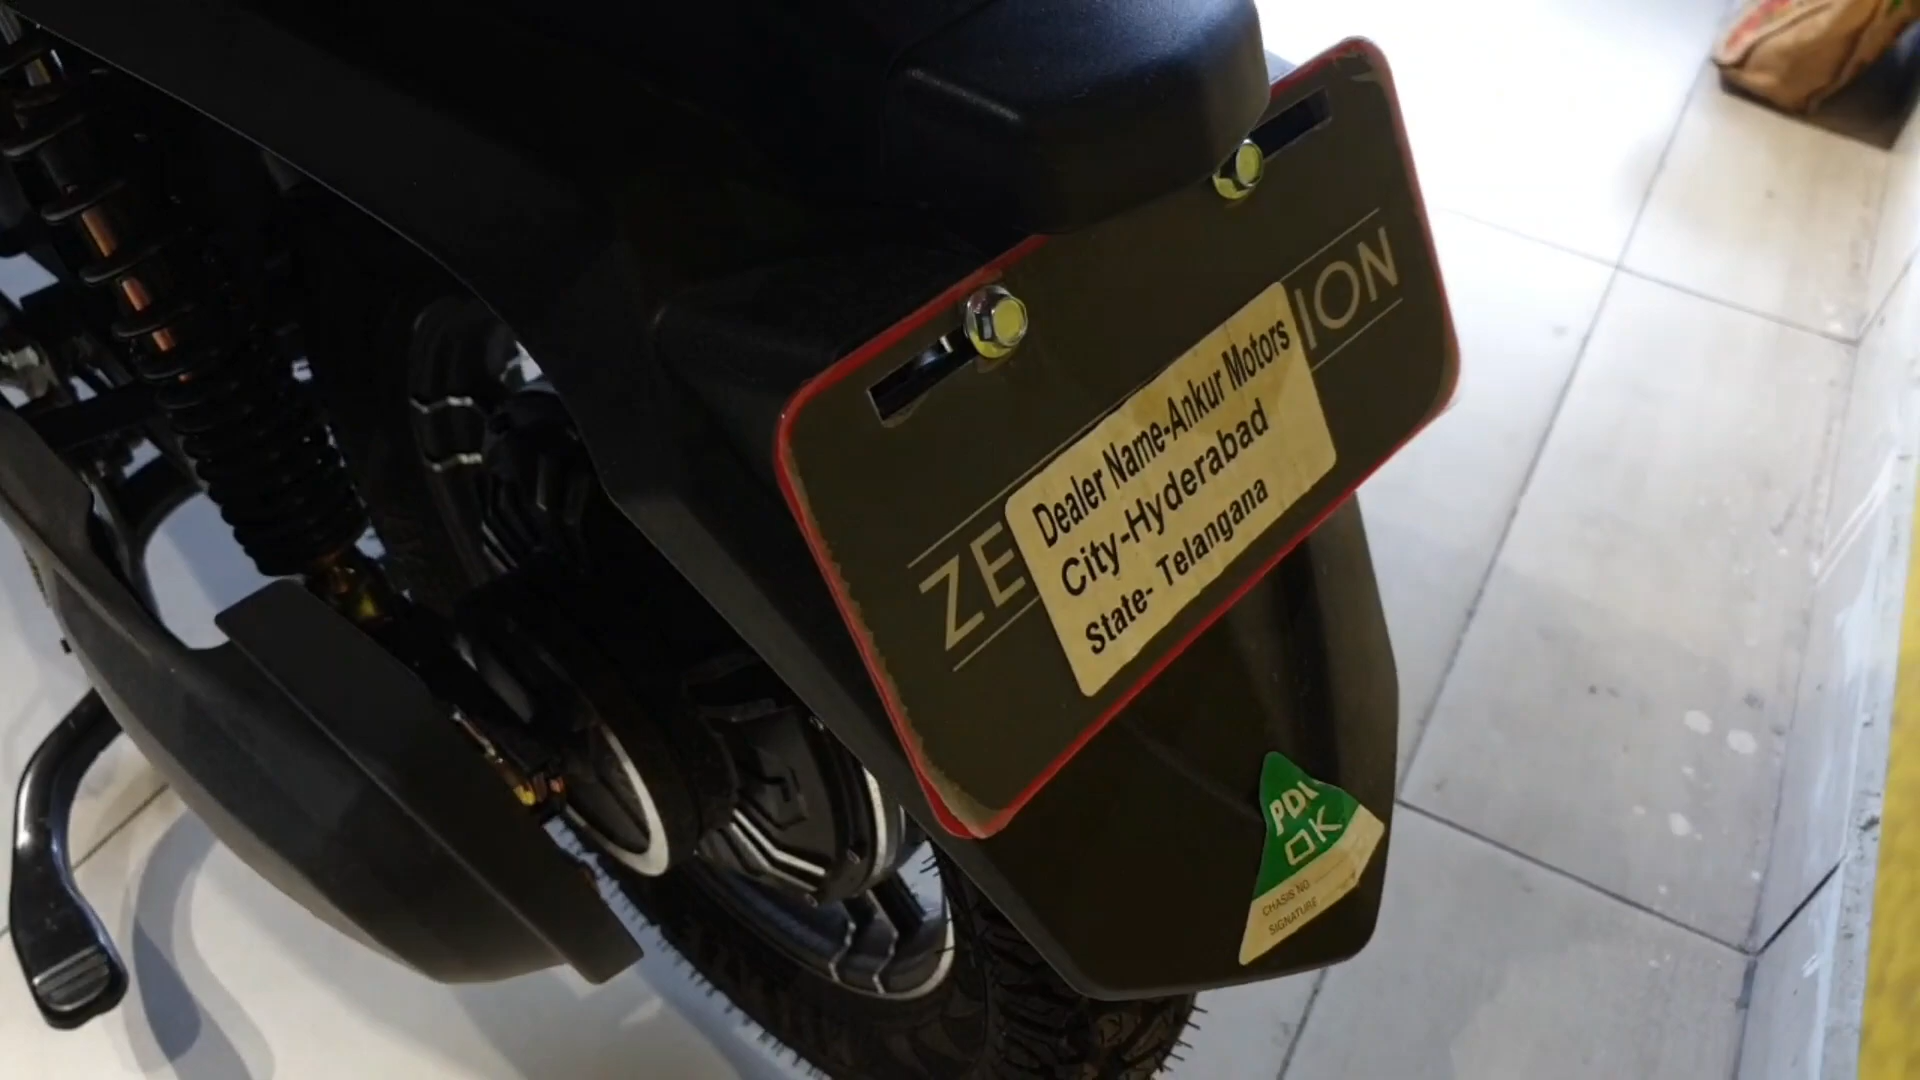 ZE ION
Dealer Name-Ankur Motors
City-Hyderabad
State- Telangana
PDI
OK
CHASIS NO
SIGNATURE